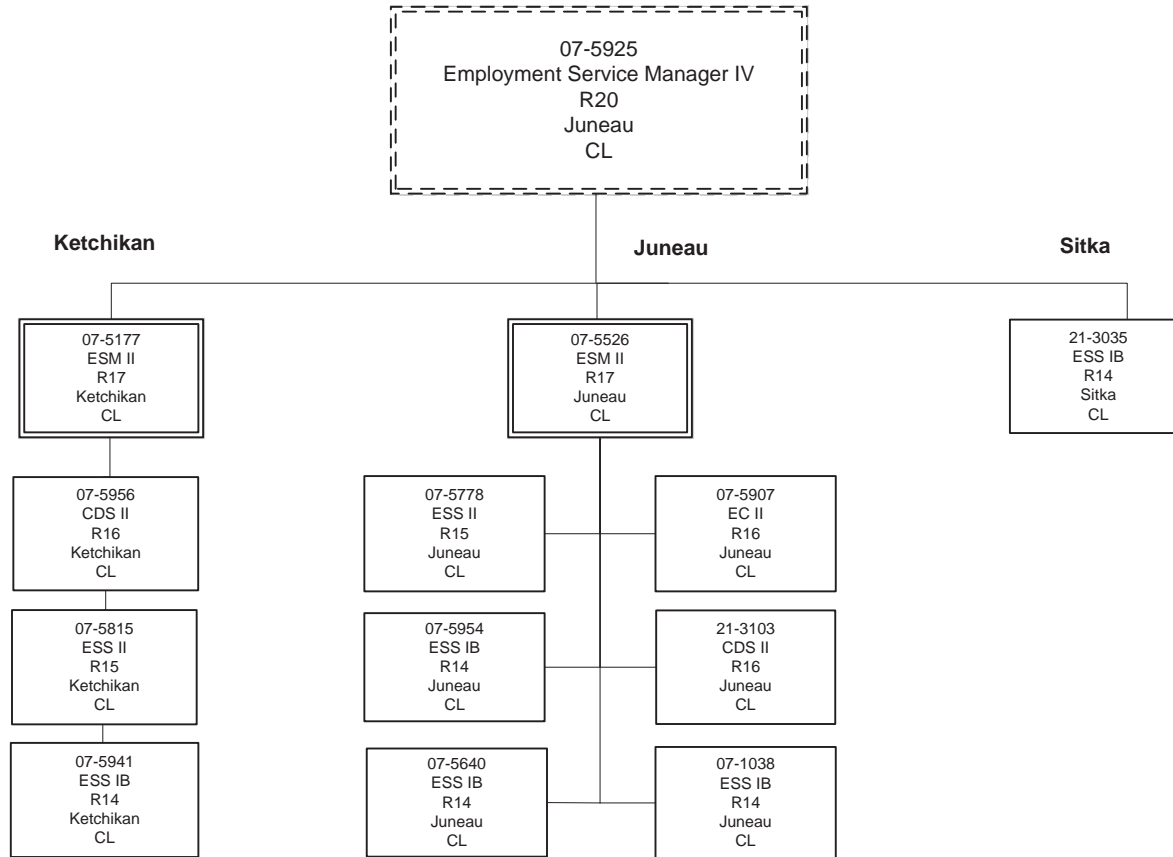 07-5925
Employment Service Manager IV
R20
Juneau
CL
Ketchikan
Juneau
Sitka
07-5177
ESM II
R17
Ketchikan
CL
07-5526
ESM II
R17
Juneau
CL
21-3035
ESS IB
R14
Sitka
CL
07-5956
CDS II
R16
Ketchikan
CL
07-5778
ESS II
R15
Juneau
CL
07-5907
EC II
R16
Juneau
CL
07-5815
ESS II
R15
Ketchikan
CL
07-5954
ESS IB
R14
Juneau
CL
21-3103
CDS II
R16
Juneau
CL
07-5941
ESS IB
R14
Ketchikan
CL
07-5640
ESS IB
R14
Juneau
CL
07-1038
ESS IB
R14
Juneau
CL